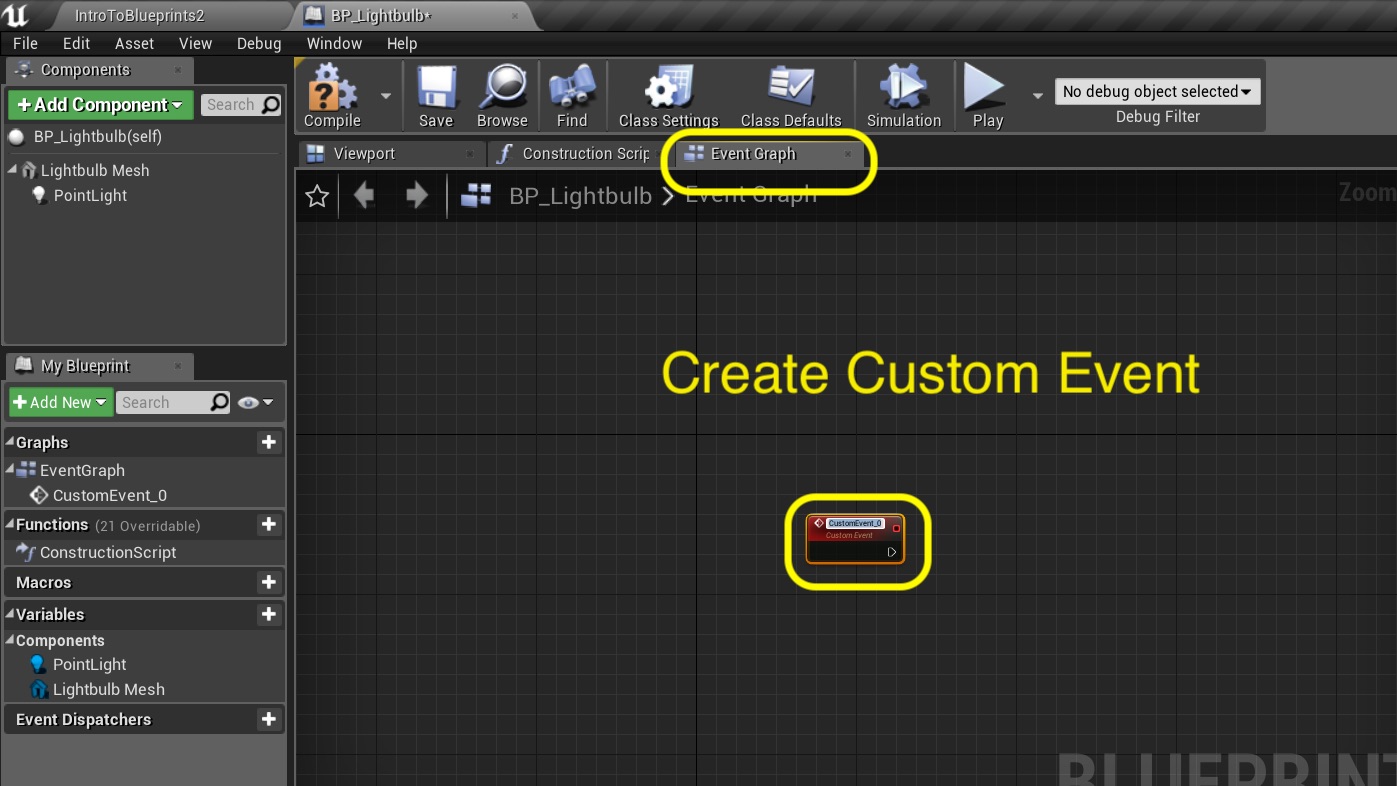 IntroToBlueprints2
BP_Lightbulb*
File Edit Asset View Debug Window Help
Components
+Add Component
Search
BP_Lightbulb(self)
Lightbulb Mesh
PointLight
Compile
Save
Browse
Find
Class Settings
Class Defaults
Simulation
Play
No debug object selected
Debug Filter
Viewport
Construction Scrip
Event Graph
BP_Lightbulb > Event Graph
Zoom
My Blueprint
+Add New
Search
Graphs
EventGraph
CustomEvent_0
Functions (21 Overridable)
ConstructionScript
Macros
Variables
Components
PointLight
Lightbulb Mesh
Event Dispatchers
Create Custom Event
CustomEvent_0
Custom Event
BLUEPRINT